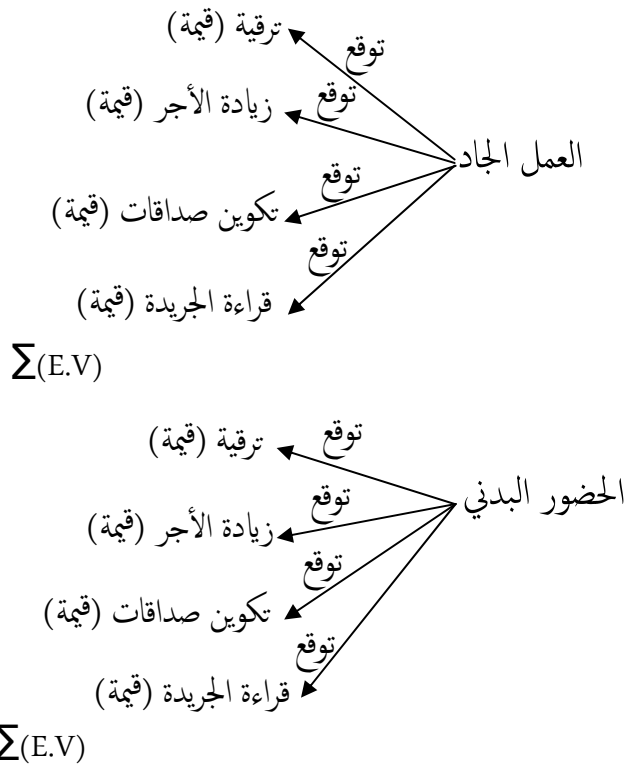 ترقية (قيمة)
توقع
زيادة الأجر (قيمة)
توقع
العمل الجاد
توقع
تكوين صداقات (قيمة)
توقع
قراءة الجريدة (قيمة)
∑(E.V)
ترقية (قيمة)
توقع
الحضور البدني
توقع
زيادة الأجر (قيمة)
توقع
تكوين صداقات (قيمة)
توقع
قراءة الجريدة (قيمة)
∑(E.V)